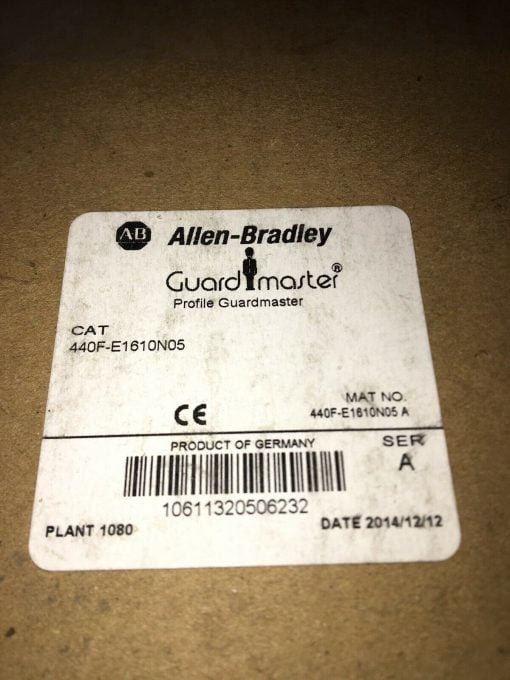 AB Allen-Bradley
Guardmaster®
Profile Guardmaster
CAT
440F-E1610N05
CE
MAT NO.
440F-E1610N05 A
PRODUCT OF GERMANY
SER
A
10611320506232
PLANT 1080
DATE 2014/12/12